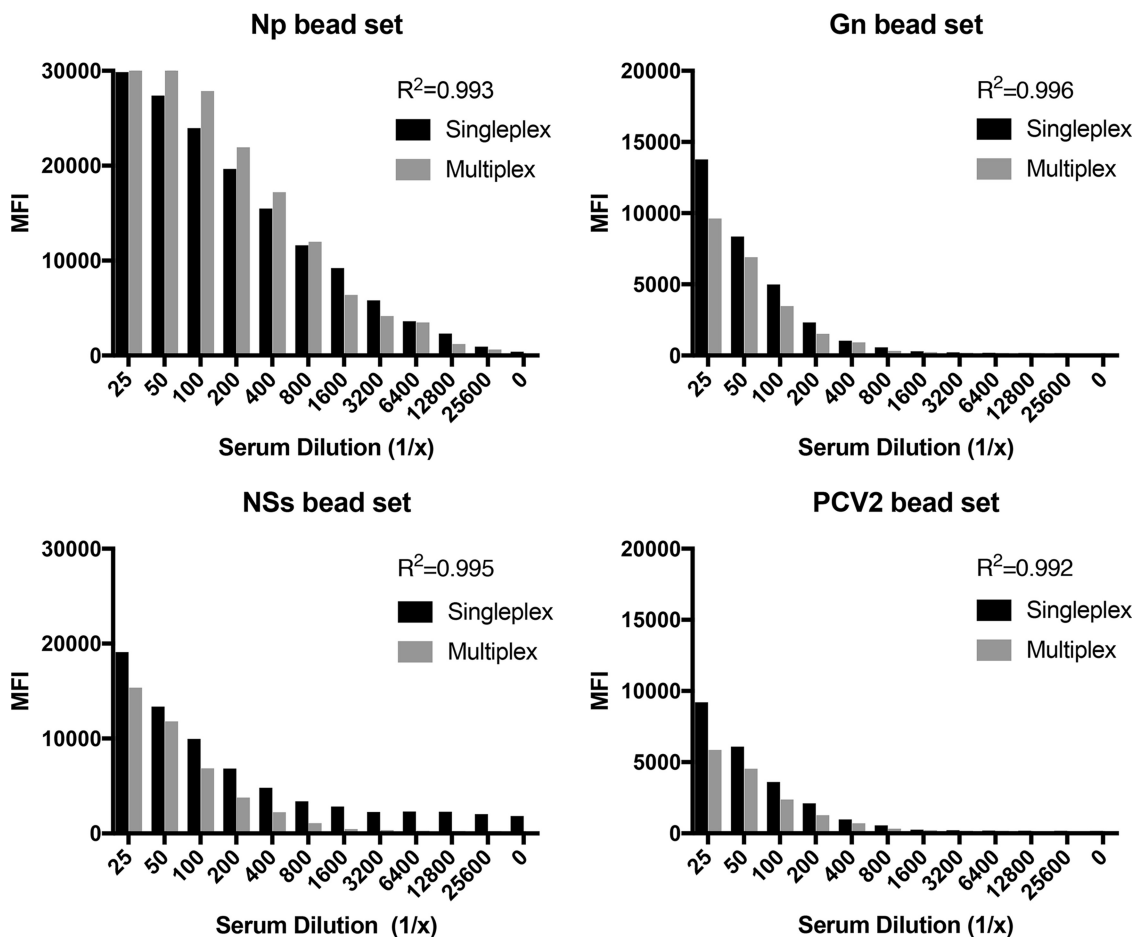 Np bead set
30000
20000
10000
0
MFI
R²=0.993
Singleplex
Multiplex
25
50
100
200
400
800
1600
3200
6400
12800
25600
0
Serum Dilution (1/x)
Gn bead set
20000
15000
10000
5000
0
MFI
R²=0.996
Singleplex
Multiplex
25
50
100
200
400
800
1600
3200
6400
12800
25600
0
Serum Dilution (1/x)
NSs bead set
30000
20000
10000
0
MFI
R²=0.995
Singleplex
Multiplex
25
50
100
200
400
800
1600
3200
6400
12800
25600
0
Serum Dilution (1/x)
PCV2 bead set
20000
15000
10000
5000
0
MFI
R²=0.992
Singleplex
Multiplex
25
50
100
200
400
800
1600
3200
6400
12800
25600
0
Serum Dilution (1/x)